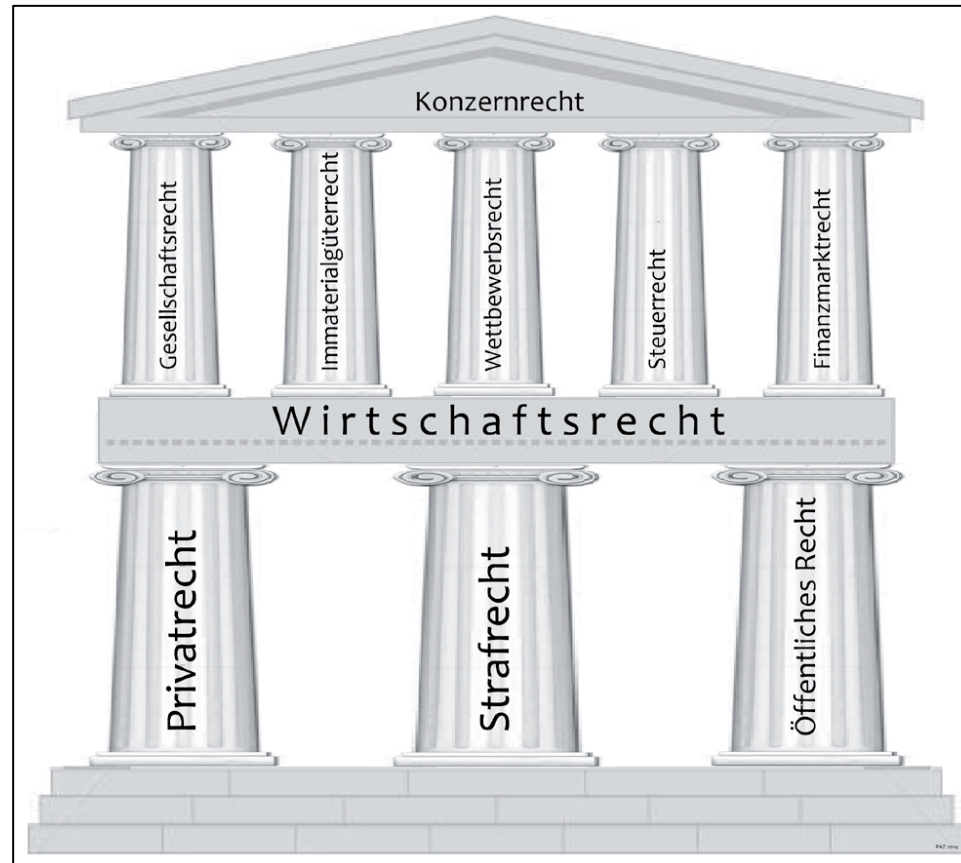 Konzernrecht
Gesellschaftsrecht
Immaterialgüterrecht
Wettbewerbsrecht
Steuerrecht
Finanzmarktrecht
Wirtschaftsrecht
Privatrecht
Strafrecht
Öffentliches Recht